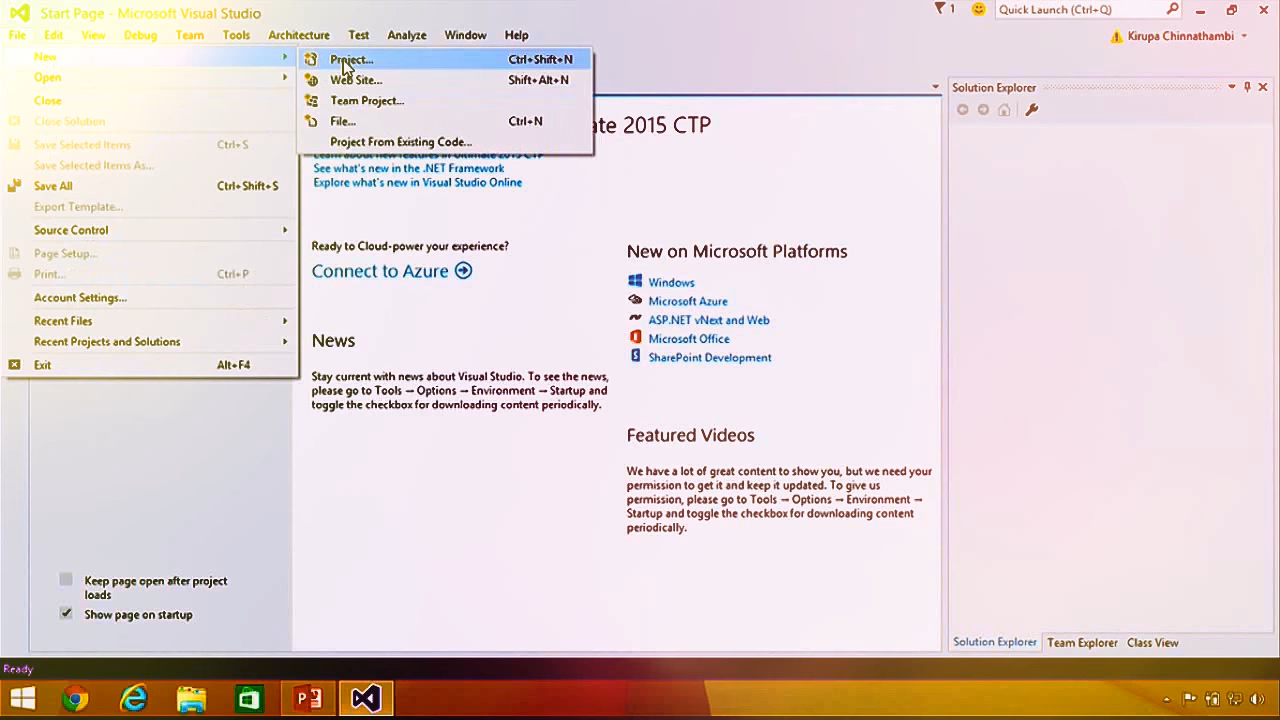 Start Page - Microsoft Visual Studio
1
Quick Launch (Ctrl+Q)
File Edit View Debug Team Tools Architecture Test Analyze Window Help
Kirupa Chinnathambi
New
Open
Close
Close Solution
Save Selected Items Ctrl+S
Save Selected Items As...
Save All Ctrl+Shift+S
Export Template...
Source Control
Page Setup...
Print... Ctrl+P
Account Settings...
Recent Files
Recent Projects and Solutions
Exit Alt+F4
Project... Ctrl+Shift+N
Web Site... Shift+Alt+N
Team Project...
File... Ctrl+N
Project From Existing Code...
2015 CTP
Learn about new features in Ultimate 2015 CTP
See what's new in the .NET Framework
Explore what's new in Visual Studio Online
Ready to Cloud-power your experience?
Connect to Azure
News
Stay current with news about Visual Studio. To see the news,
please go to Tools → Options → Environment → Startup and
toggle the checkbox for downloading content periodically.
New on Microsoft Platforms
Windows
Microsoft Azure
ASP.NET vNext and Web
Microsoft Office
SharePoint Development
Featured Videos
We have a lot of great content to show you, but we need your
permission to get it and keep it updated. To give us
permission, please go to Tools → Options → Environment →
Startup and toggle the checkbox for downloading content
periodically.
Keep page open after project
loads
Show page on startup
Solution Explorer
Solution Explorer Team Explorer Class View
Ready